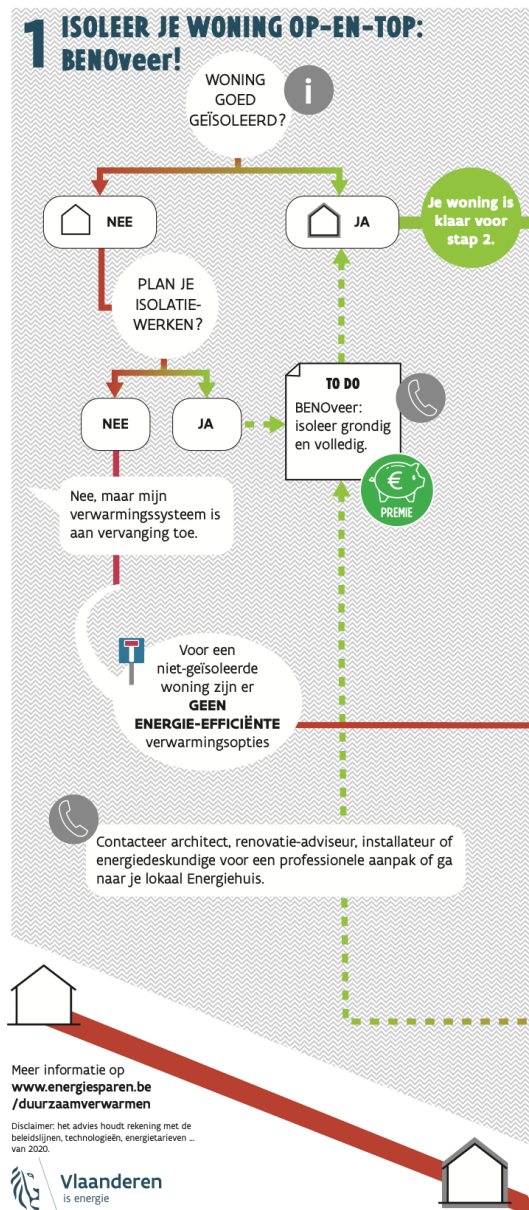 1 ISOLEER JE WONING OP-EN-TOP:
BENOveer!
WONING
GOED
GEÏSOLEERD?
i
NEE
JA
Je woning is
klaar voor
stap 2.
PLAN JE
ISOLATIE-
WERKEN?
NEE
JA
TO DO
BENOveer:
isoleer grondig
en volledig.
€
PREMIE
Nee, maar mijn
verwarmingssysteem is
aan vervanging toe.
Voor een
niet-geïsoleerde
woning zijn er
GEEN
ENERGIE-EFFICIËNTE
verwarmingsopties
Contacteer architect, renovatie-adviseur, installateur of
energiedeskundige voor een professionele aanpak of ga
naar je lokaal Energiehuis.
Meer informatie op
www.energiesparen.be
/duurzaamverwarmen
Disclaimer: het advies houdt rekening met de
beleidslijnen, technologieën, energietarieven ...
van 2020.
Vlaanderen
is energie